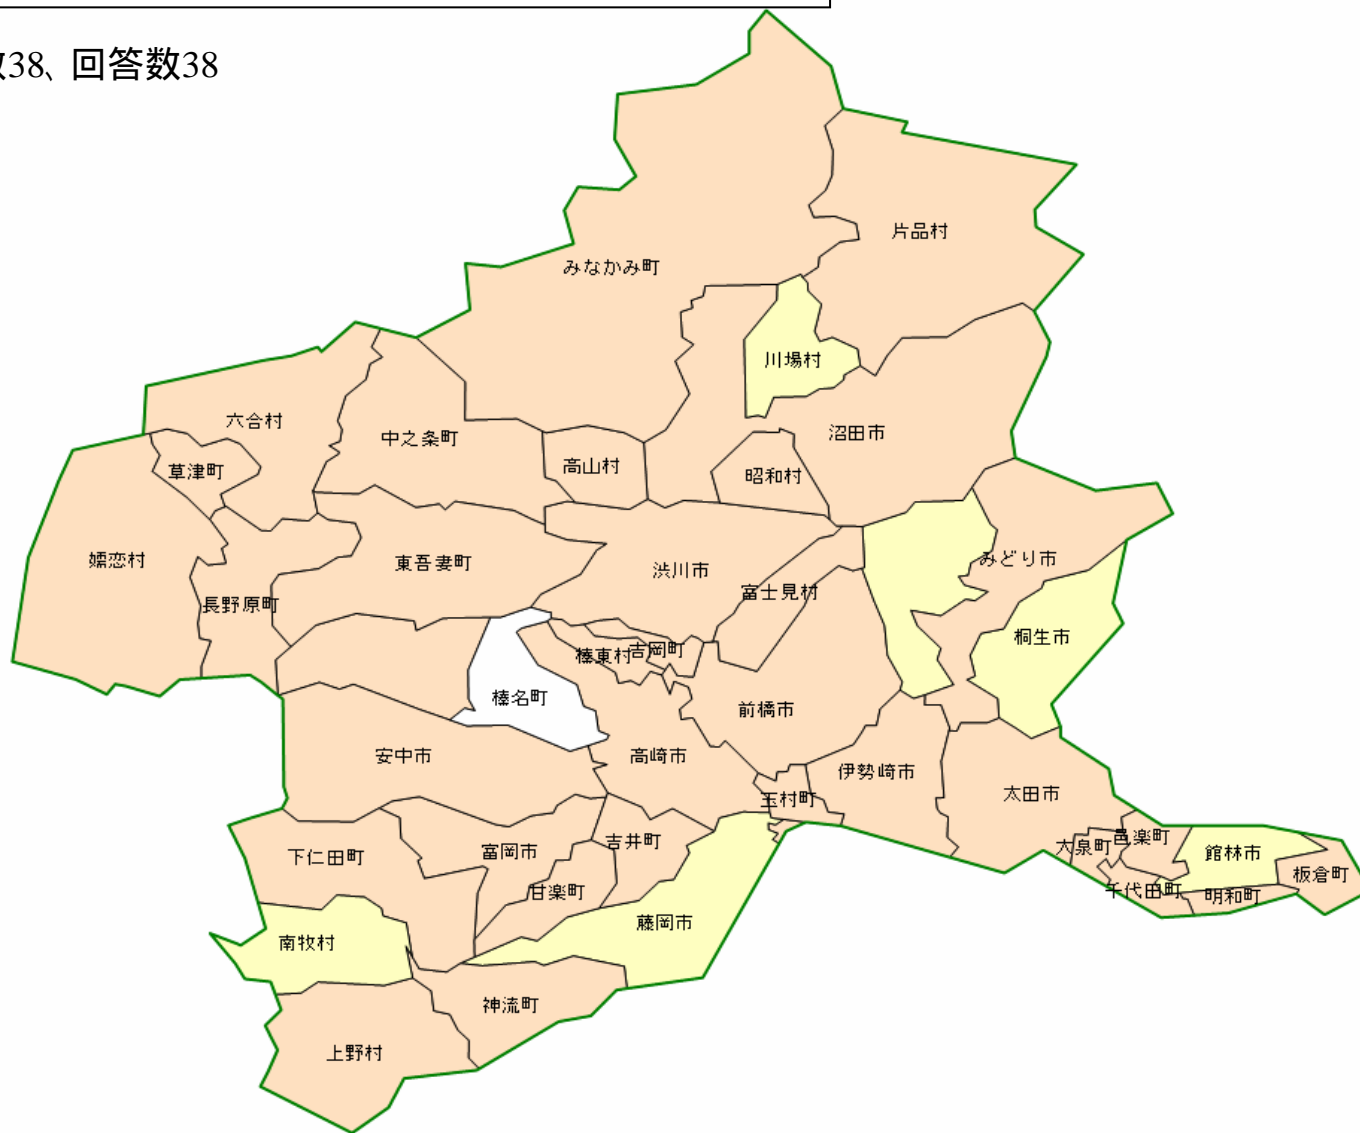 数38、回答数38
片品村
みなかみ町
川場村
六合村
沼田市
中之条町
高山村
草津町
昭和村
嬬恋村
東吾妻町
みどり市
渋川市
富士見村
長野原町
桐生市
吉岡町
榛東村
榛名町
前橋市
安中市
高崎市
伊勢崎市
太田市
玉村町
邑楽町
大泉町
吉井町
富岡市
館林市
下仁田町
板倉町
甘楽町
千代田町
明和町
藤岡市
南牧村
神流町
上野村